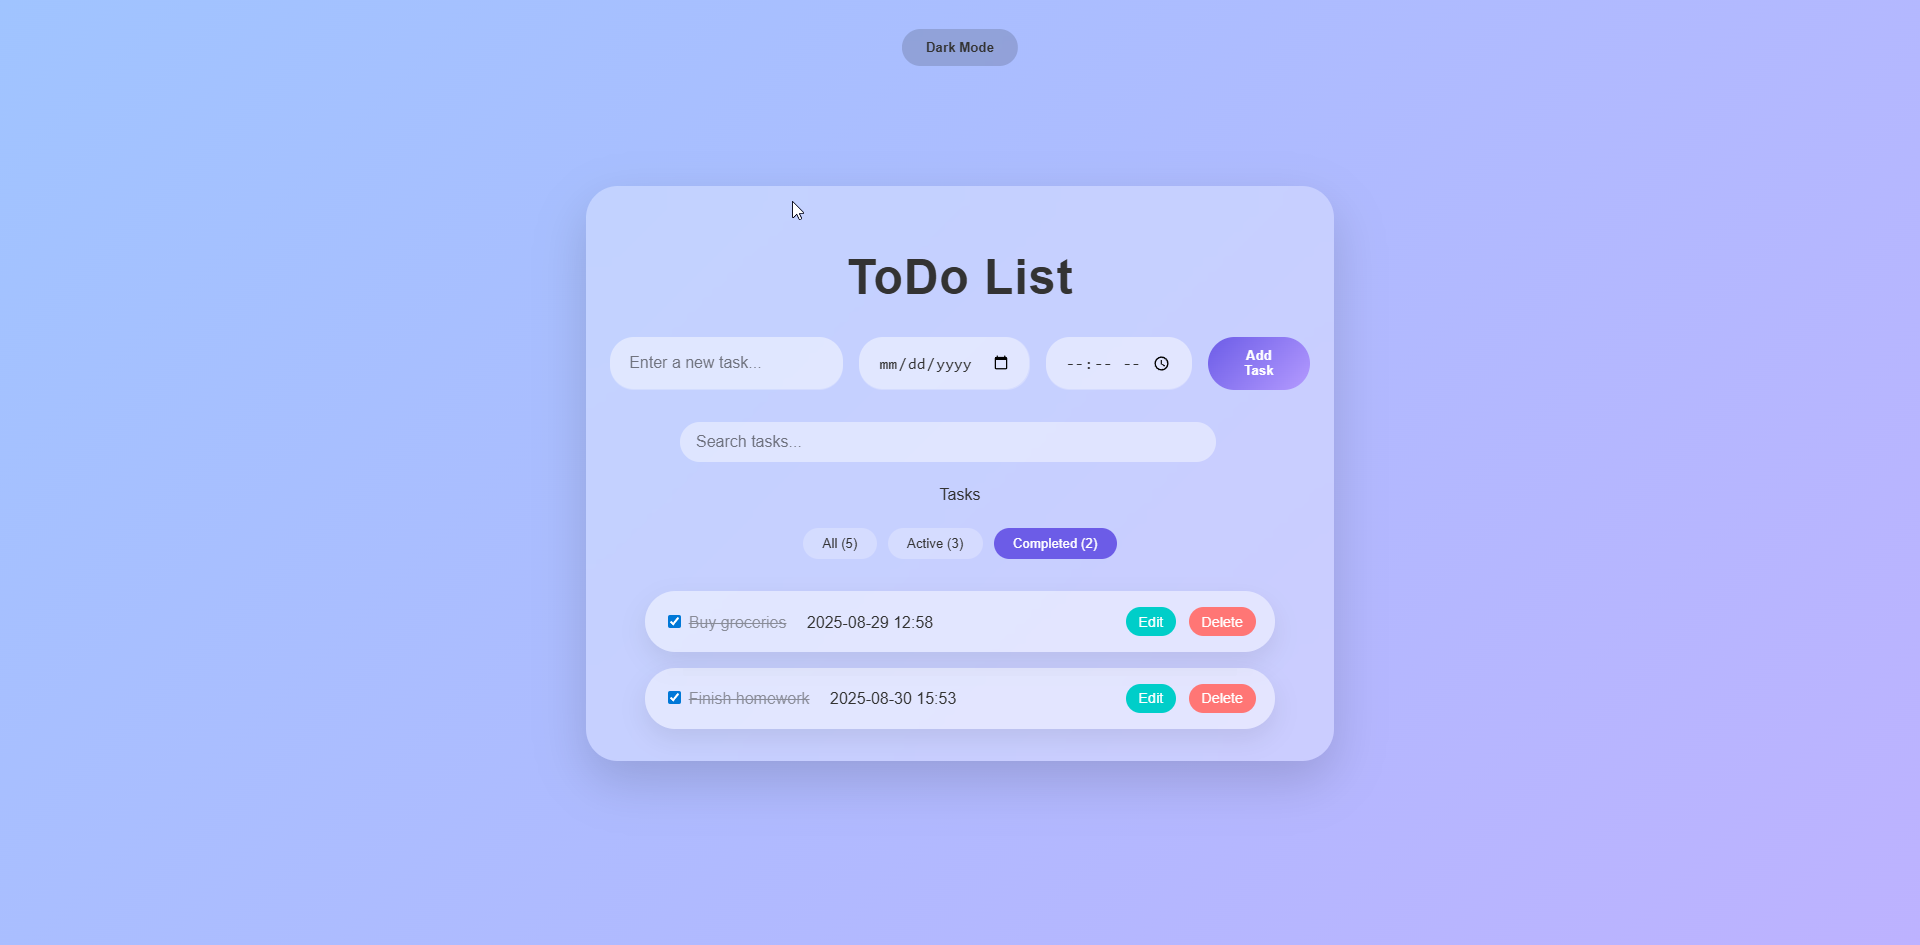 Dark Mode
ToDo List
Enter a new task...
mm/dd/yyyy
--:-- --
Add
Task
Search tasks...
Tasks
All (5) Active (3) Completed (2)
Buy groceries 2025-08-29 12:58 Edit Delete
Finish homework 2025-08-30 15:53 Edit Delete